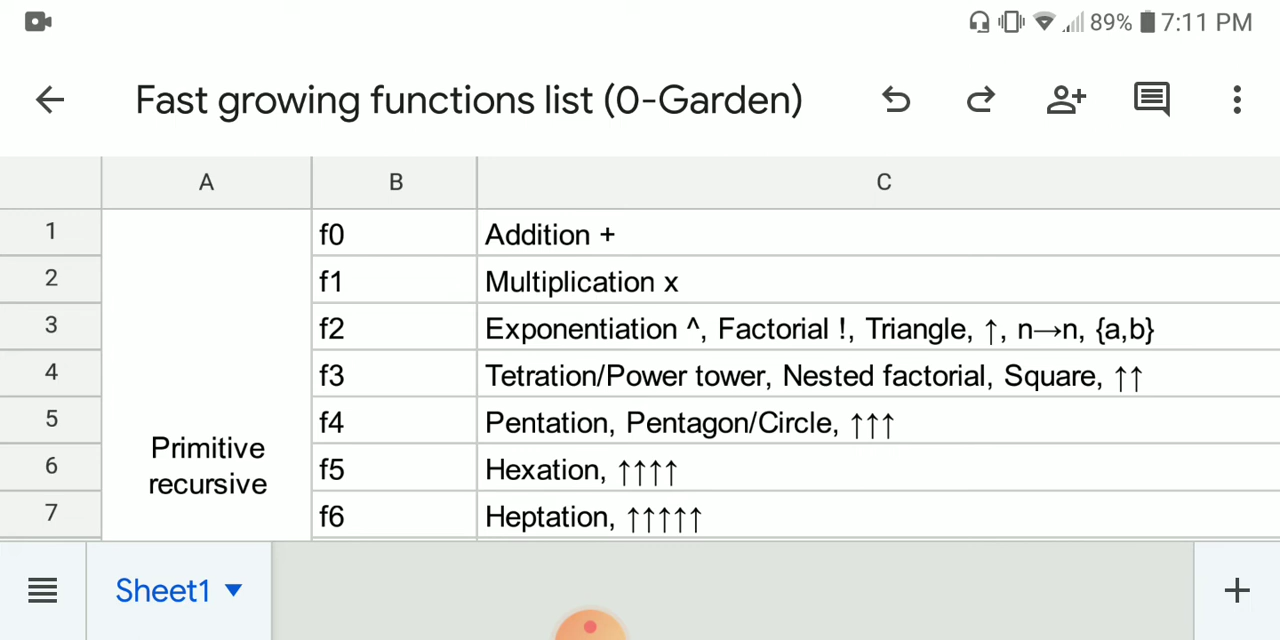 89% 7:11 PM
Fast growing functions list (0-Garden)
A B C
1 f0 Addition +
2 f1 Multiplication x
3 f2 Exponentiation ^, Factorial !, Triangle, ↑, n→n, {a,b}
4 f3 Tetration/Power tower, Nested factorial, Square, ↑↑
5 f4 Pentation, Pentagon/Circle, ↑↑↑
Primitive
recursive
6 f5 Hexation, ↑↑↑↑
7 f6 Heptation, ↑↑↑↑↑
Sheet1